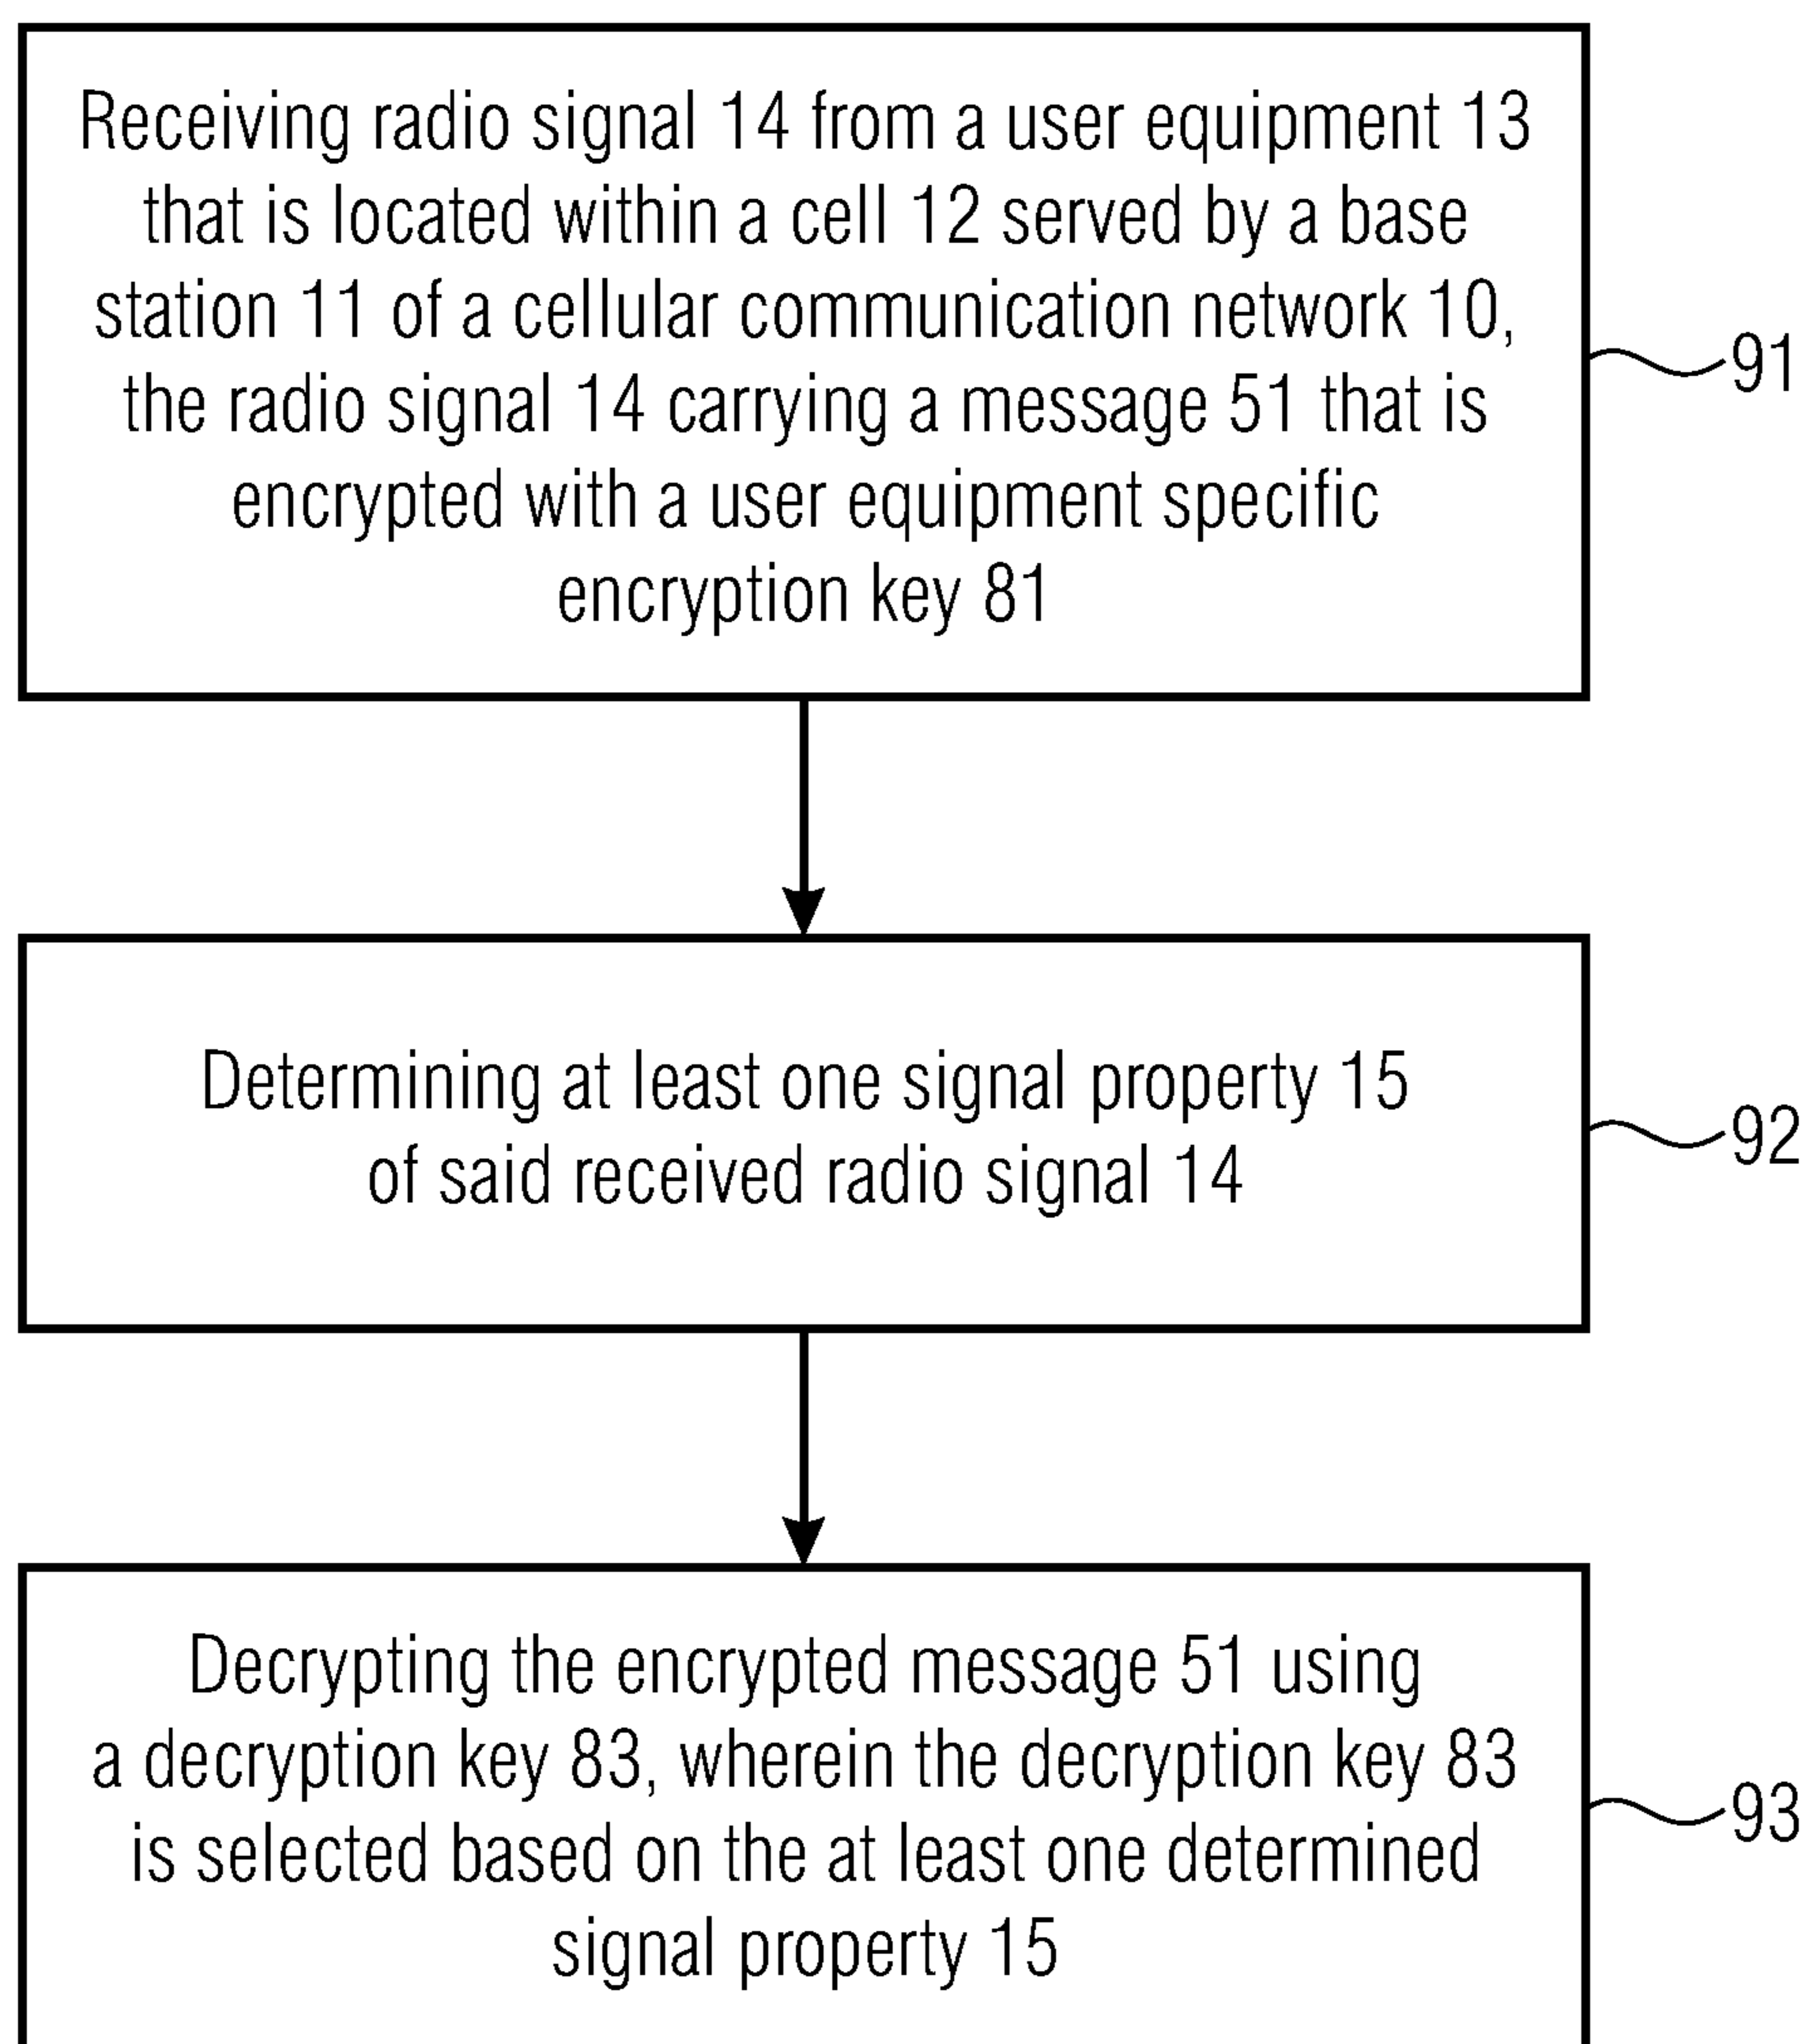 Receiving radio signal 14 from a user equipment 13
that is located within a cell 12 served by a base
station 11 of a cellular communication network 10,
the radio signal 14 carrying a message 51 that is
encrypted with a user equipment specific
encryption key 81
91
Determining at least one signal property 15
of said received radio signal 14
92
Decrypting the encrypted message 51 using
a decryption key 83, wherein the decryption key 83
is selected based on the at least one determined
signal property 15
93